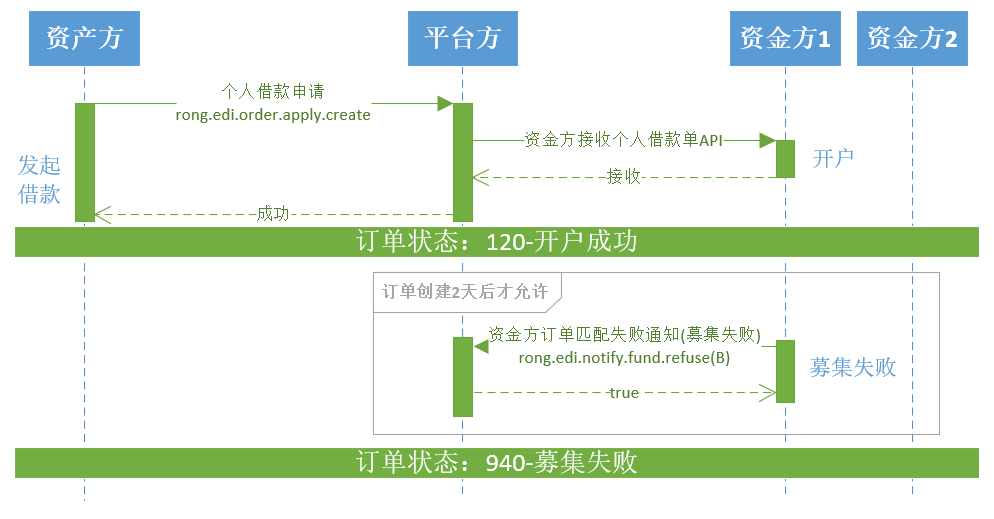 资产方
平台方
资金方1
资金方2
个人借款申请
rong.edi.order.apply.create
资金方接收个人借款单API
发起
借款
开户
接收
成功
订单状态：120-开户成功
订单创建2天后才允许
资金方订单匹配失败通知(募集失败)
rong.edi.notify.fund.refuse(B)
募集失败
true
订单状态：940-募集失败